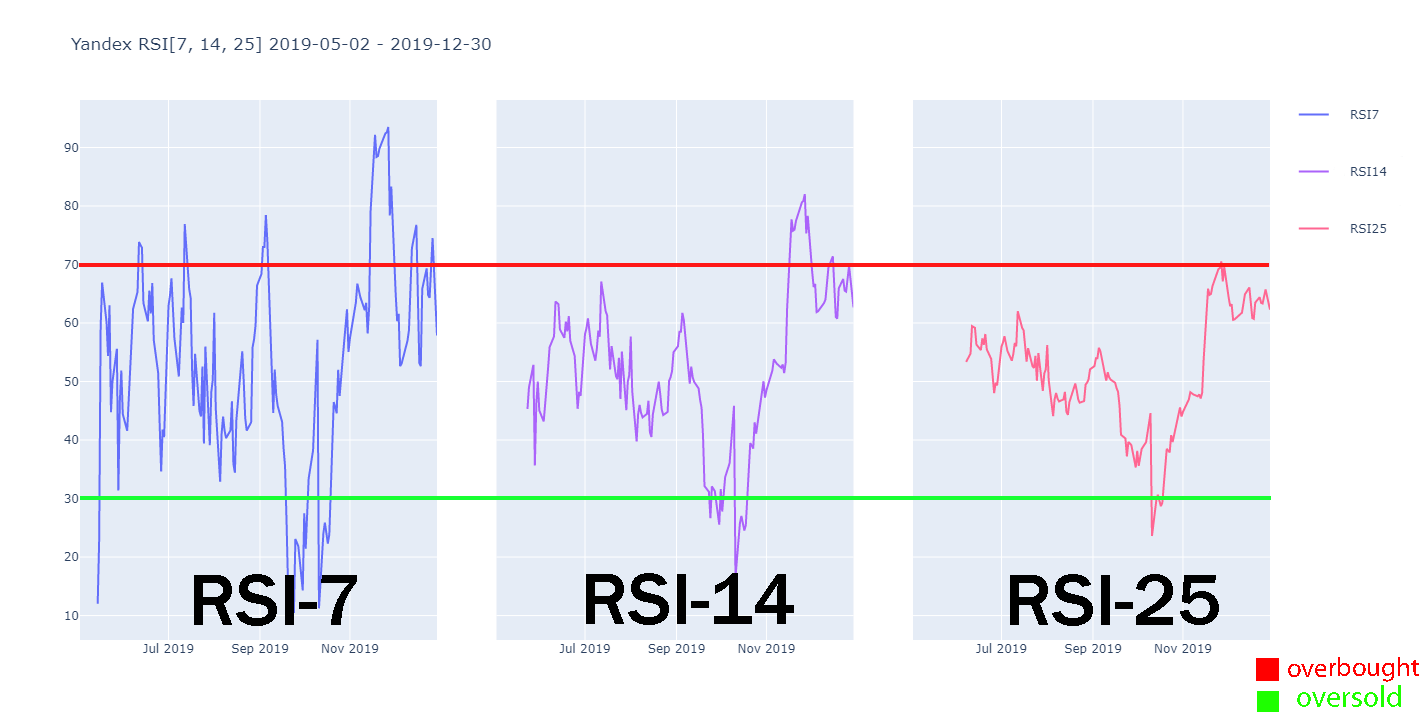 Yandex RSI[7, 14, 25] 2019-05-02 - 2019-12-30
RSI7
RSI14
RSI25
90
80
70
60
50
40
30
20
10
RSI-7
RSI-14
RSI-25
Jul 2019 Sep 2019 Nov 2019
Jul 2019 Sep 2019 Nov 2019
Jul 2019 Sep 2019 Nov 2019
overbought
oversold